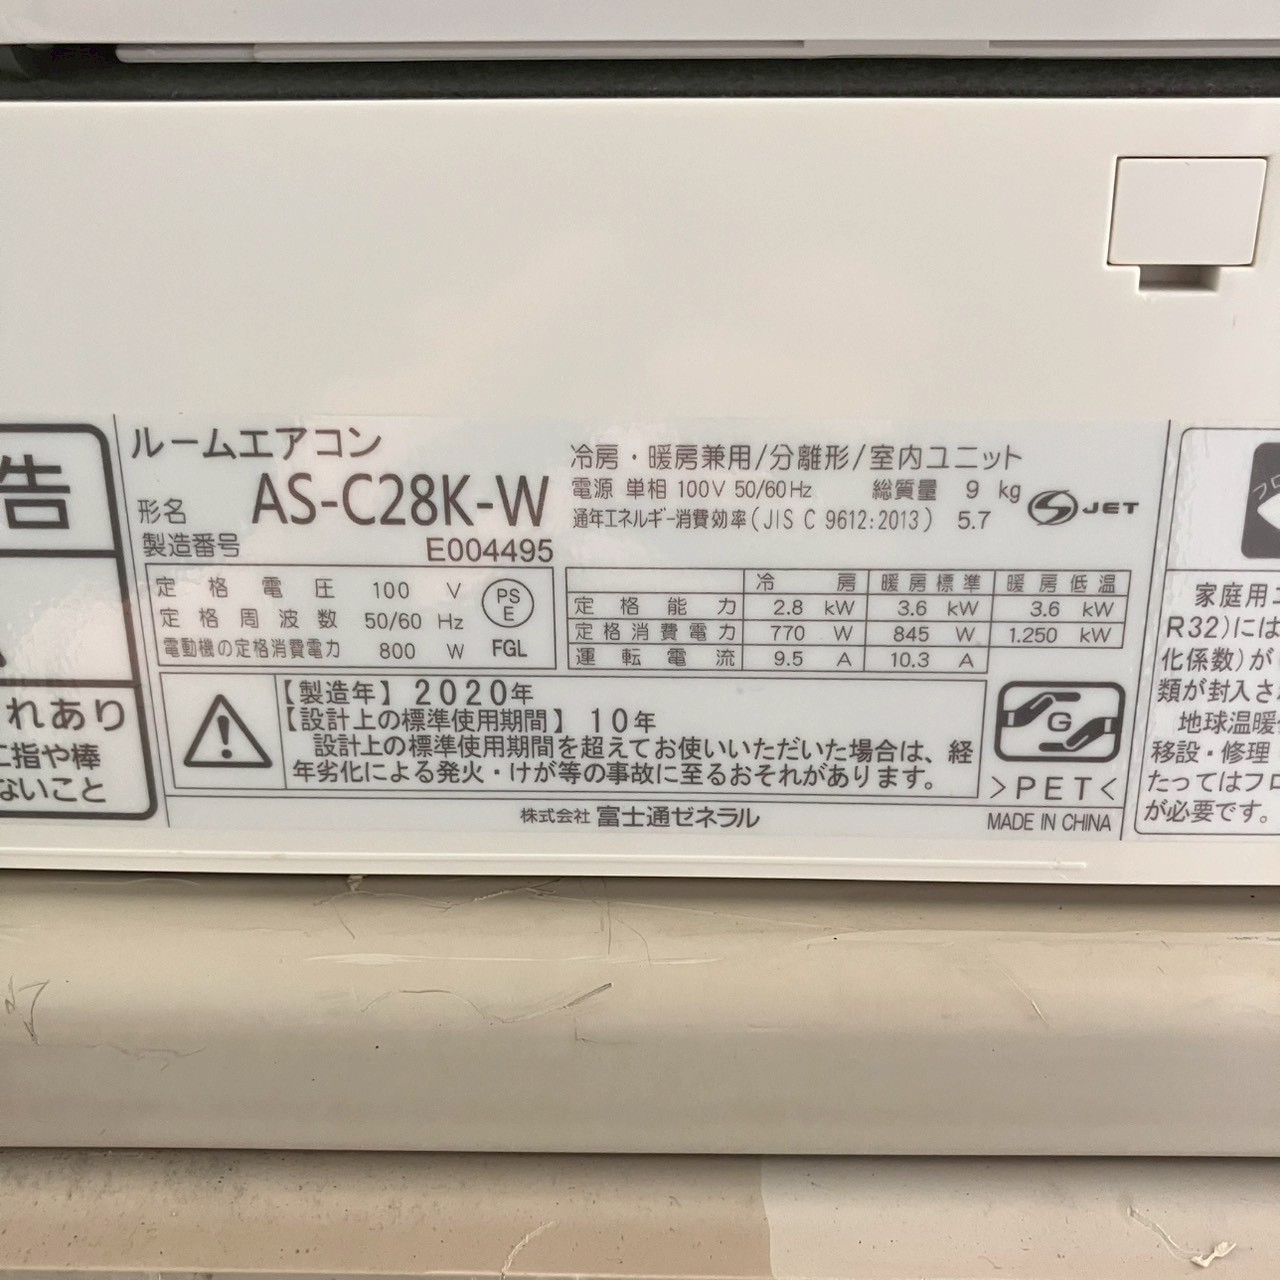 告
れあり
指や棒
ないこと
ルームエアコン
形名 AS-C28K-W
製造番号 E004495
冷房・暖房兼用/分離形/室内ユニット
電源 単相 100V 50/60Hz 総質量 9 kg
通年エネルギー消費効率(JIS C 9612:2013) 5.7
JET
定格電圧 100 V
定格周波数 50/60 Hz
電動機の定格消費電力 800 W
PS
E
FGL
冷房 暖房標準 暖房低温
定格能力 2.8 kW 3.6 kW 3.6 kW
定格消費電力 770 W 845 W 1.250 kW
運転電流 9.5 A 10.3 A
【製造年】2020年
【設計上の標準使用期間】10年
設計上の標準使用期間を超えてお使いいただいた場合は、経
年劣化による発火・けが等の事故に至るおそれがあります。
G
>PET<
株式会社 富士通ゼネラル
MADE IN CHINA
フロ
家庭用エ
R32)には
化係数)が
類が封入さ
地球温暖
移設・修理
たってはフロ
が必要です。